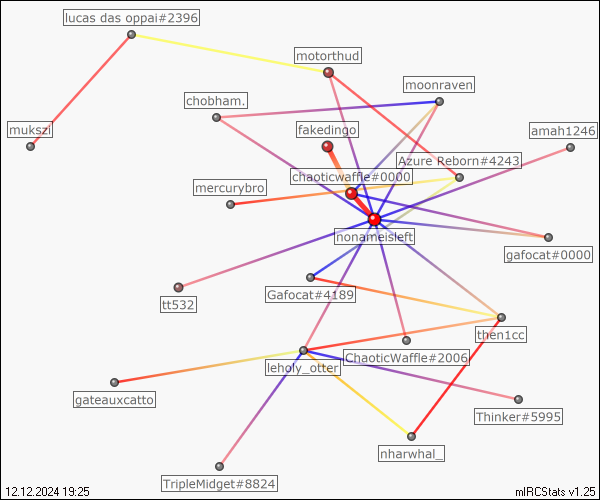 lucas das oppai#2396
motorthud
moonraven
chobham.
mukszi
fakedingo
amah1246
Azure Reborn#4243
chaoticwaffle#0000
mercurybro
nonameisleft
gafocat#0000
tt532
Gafocat#4189
then1cc
ChaoticWaffle#2006
leholy_otter
gateauxcatto
Thinker#5995
nharwhal_
TripleMidget#8824
12.12.2024 19:25
mIRCStats v1.25